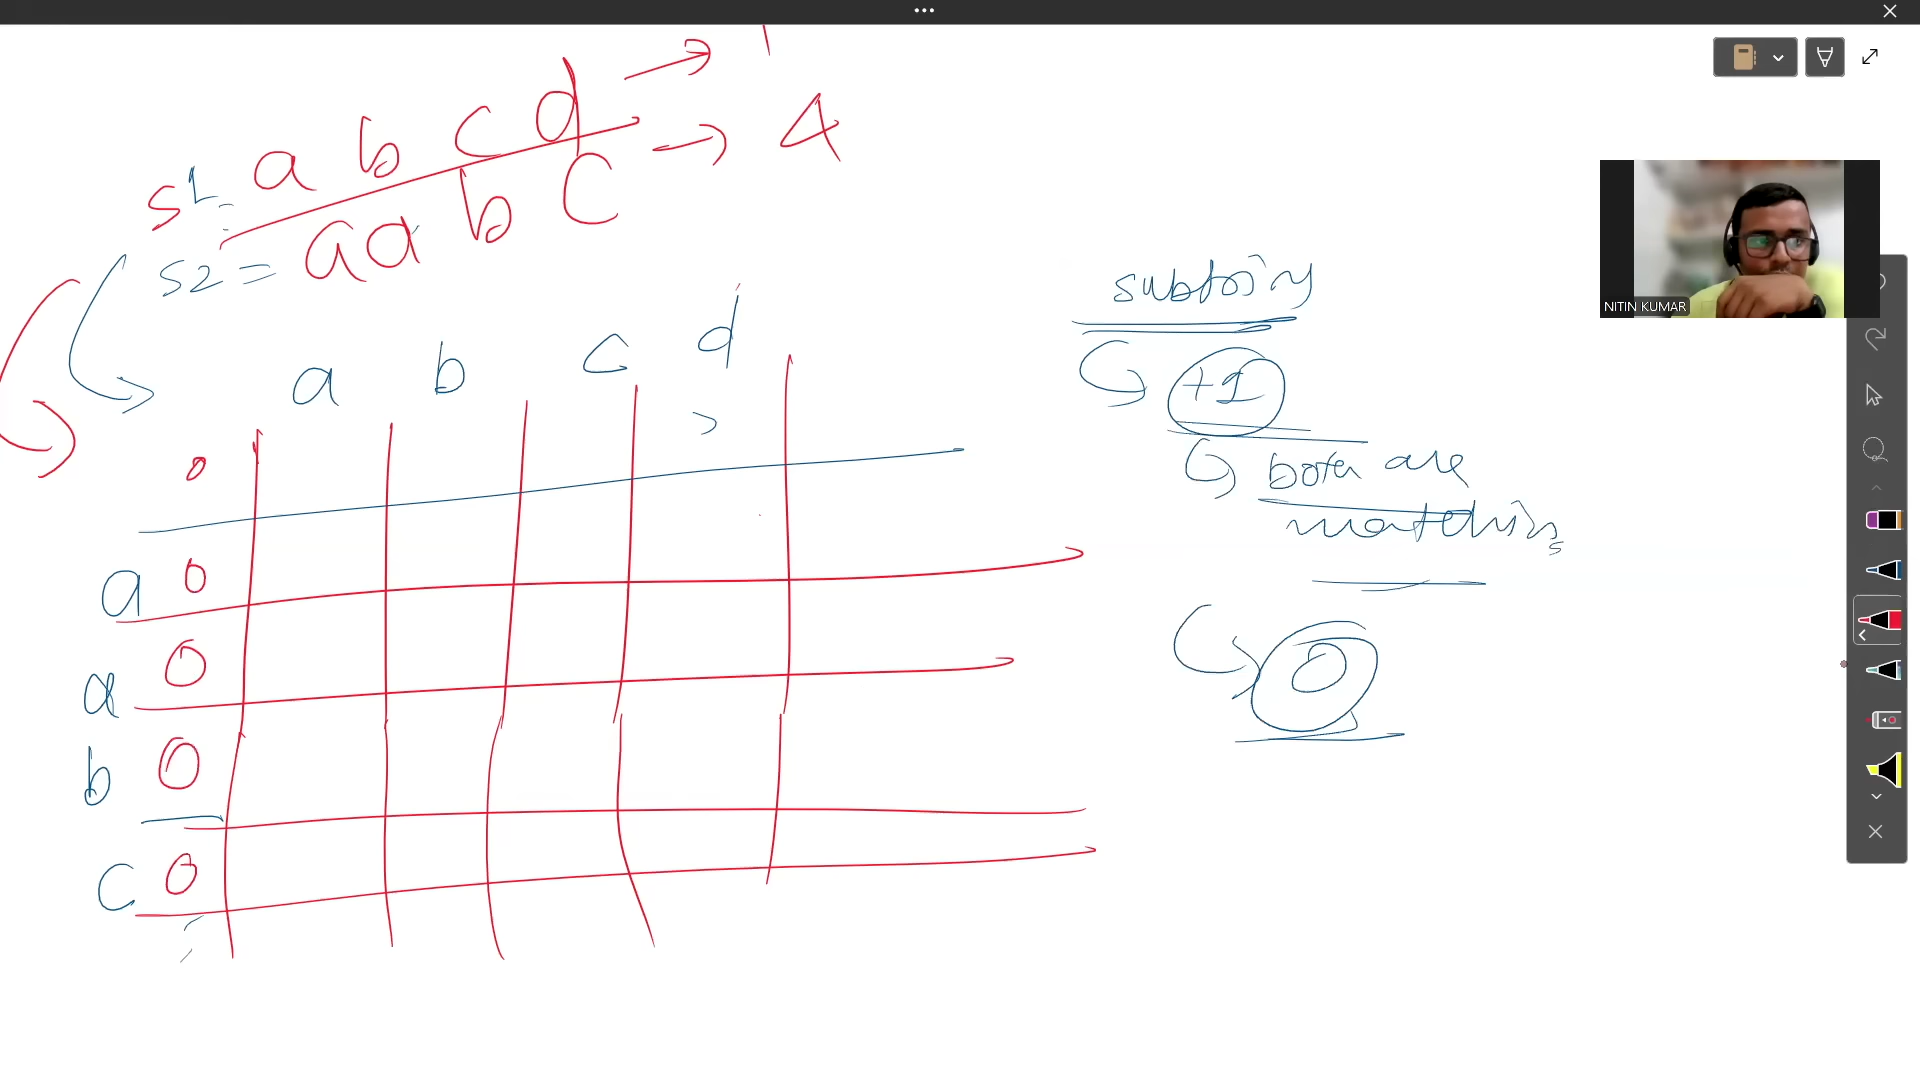 s1 = a b c d →
s2 = a a b c → 4
substring
+1
both are
matching
0
a b c d
0
a 0
a 0
b 0
c 0
NITIN KUMAR